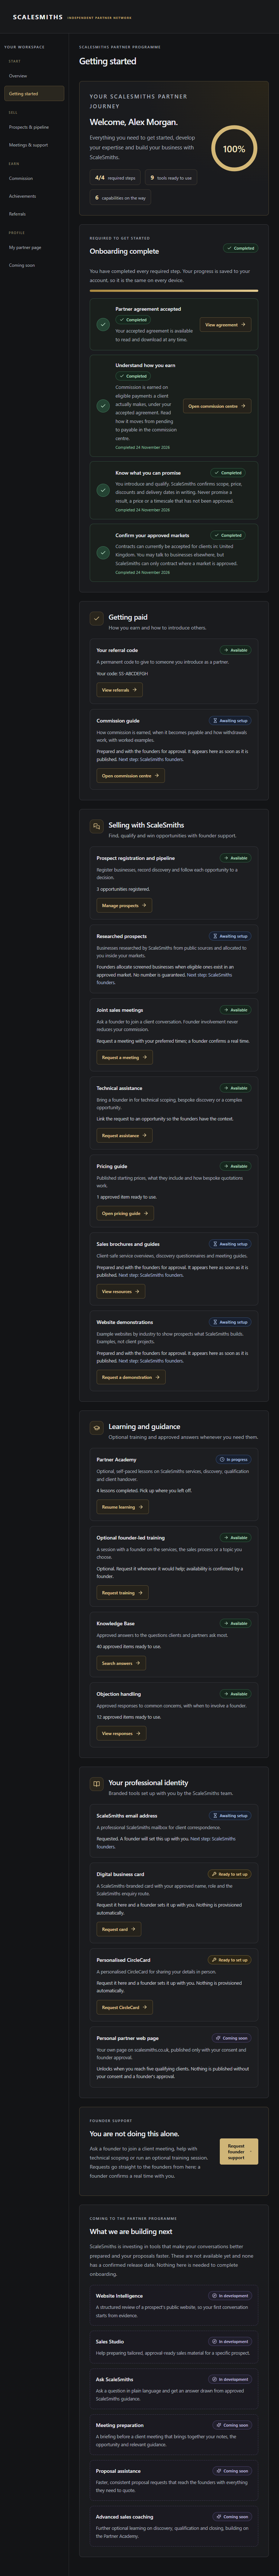 SCALESMITHS INDEPENDENT PARTNER NETWORK
YOUR WORKSPACE
START
Overview
Getting started
SELL
Prospects & pipeline
Meetings & support
EARN
Commission
Achievements
Referrals
PROFILE
My partner page
Coming soon
SCALESMITHS PARTNER PROGRAMME
Getting started
YOUR SCALESMITHS PARTNER
JOURNEY
Welcome, Alex Morgan.
Everything you need to get started, develop
your expertise and build your business with
ScaleSmiths.
4/4 required steps
9 tools ready to use
6 capabilities on the way
100%
REQUIRED TO GET STARTED
Onboarding complete
Completed
You have completed every required step. Your progress is saved to your
account, so it is the same on every device.
Partner agreement accepted
Completed
Your accepted agreement is available
to read and download at any time.
View agreement
Understand how you earn
Completed
Commission is earned on
eligible payments a client
actually makes, under your
accepted agreement. Read
how it moves from pending
to payable in the commission
centre.
Completed 24 November 2026
Open commission centre
Know what you can promise
Completed
You introduce and qualify. ScaleSmiths confirms scope, price,
discounts and delivery dates in writing. Never promise a
result, a price or a timescale that has not been approved.
Completed 24 November 2026
Confirm your approved markets
Completed
Contracts can currently be accepted for clients in United
Kingdom. You may talk to businesses elsewhere, but
ScaleSmiths can only contract where a market is approved.
Completed 24 November 2026
Getting paid
How you earn and how to introduce others.
Your referral code
Available
A permanent code to give to someone you introduce as a partner.
Your code: SS-ABCDEFGH
View referrals
Commission guide
Awaiting setup
How commission is earned, when it becomes payable and how withdrawals
work, with worked examples.
Prepared and with the founders for approval. It appears here as soon as it is
published. Next step: ScaleSmiths founders.
Open commission centre
Selling with ScaleSmiths
Find, qualify and win opportunities with founder support.
Prospect registration and pipeline
Available
Register businesses, record discovery and follow each opportunity to a
decision.
3 opportunities registered.
Manage prospects
Researched prospects
Awaiting setup
Businesses researched by ScaleSmiths from public sources and allocated to
you inside your markets.
Founders allocate screened businesses when eligible ones exist in an
approved market. No number is guaranteed. Next step: ScaleSmiths
founders.
Joint sales meetings
Available
Ask a founder to join a client conversation. Founder involvement never
reduces your commission.
Request a meeting with your preferred times; a founder confirms a real time.
Request a meeting
Technical assistance
Available
Bring a founder in for technical scoping, bespoke discovery or a complex
opportunity.
Link the request to an opportunity so the founders have the context.
Request assistance
Pricing guide
Available
Published starting prices, what they include and how bespoke quotations
work.
1 approved item ready to use.
Open pricing guide
Sales brochures and guides
Awaiting setup
Client-safe service overviews, discovery questionnaires and meeting guides.
Prepared and with the founders for approval. It appears here as soon as it is
published. Next step: ScaleSmiths founders.
View resources
Website demonstrations
Awaiting setup
Example websites by industry to show prospects what ScaleSmiths builds.
Examples, not client projects.
Prepared and with the founders for approval. It appears here as soon as it is
published. Next step: ScaleSmiths founders.
Request a demonstration
Learning and guidance
Optional training and approved answers whenever you need them.
Partner Academy
In progress
Optional, self-paced lessons on ScaleSmiths services, discovery, qualification
and client handover.
4 lessons completed. Pick up where you left off.
Resume learning
Optional founder-led training
Available
A session with a founder on the services, the sales process or a topic you
choose.
Optional. Request it whenever it would help; availability is confirmed by a
founder.
Request training
Knowledge Base
Available
Approved answers to the questions clients and partners ask most.
40 approved items ready to use.
Search answers
Objection handling
Available
Approved responses to common concerns, with when to involve a founder.
12 approved items ready to use.
View responses
Your professional identity
Branded tools set up with you by the ScaleSmiths team.
ScaleSmiths email address
Awaiting setup
A professional ScaleSmiths mailbox for client correspondence.
Requested. A founder will set this up with you. Next step: ScaleSmiths
founders.
Digital business card
Ready to set up
A ScaleSmiths-branded card with your approved name, role and the
ScaleSmiths enquiry route.
Request it here and a founder sets it up with you. Nothing is provisioned
automatically.
Request card
Personalised CircleCard
Ready to set up
A personalised CircleCard for sharing your details in person.
Request it here and a founder sets it up with you. Nothing is provisioned
automatically.
Request CircleCard
Personal partner web page
Coming soon
Your own page on scalesmiths.co.uk, published only with your consent and
founder approval.
Unlocks when you reach five qualifying clients. Nothing is published without
your consent and a founder's approval.
FOUNDER SUPPORT
You are not doing this alone.
Ask a founder to join a client meeting, help with
technical scoping or run an optional training session.
Requests go straight to the founders from here; a
founder confirms a real time with you.
Request
founder
support
COMING TO THE PARTNER PROGRAMME
What we are building next
ScaleSmiths is investing in tools that make your conversations better
prepared and your proposals faster. These are not available yet and none
has a confirmed release date. Nothing here is needed to complete
onboarding.
Website Intelligence
In development
A structured review of a prospect's public website, so your first conversation
starts from evidence.
Sales Studio
In development
Help preparing tailored, approval-ready sales material for a specific prospect.
Ask ScaleSmiths
In development
Ask a question in plain language and get an answer drawn from approved
ScaleSmiths guidance.
Meeting preparation
Coming soon
A briefing before a client meeting that brings together your notes, the
opportunity and relevant guidance.
Proposal assistance
Coming soon
Faster, consistent proposal requests that reach the founders with everything
they need to quote.
Advanced sales coaching
Coming soon
Further optional learning on discovery, qualification and closing, building on
the Partner Academy.